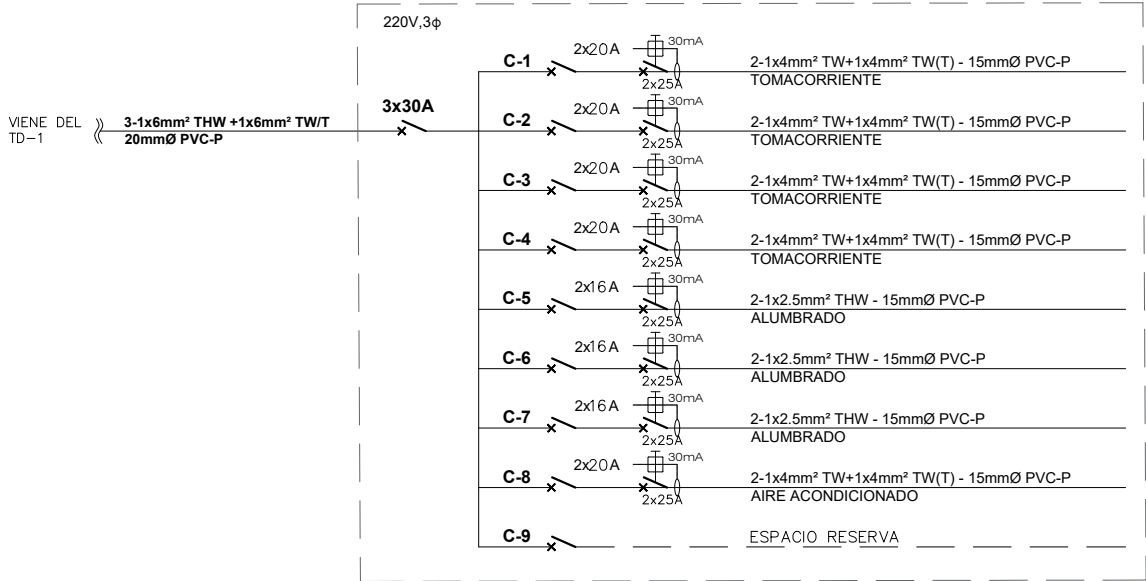 220V,3φ
VIENE DEL
TD-1
3-1x6mm² THW +1x6mm² TW/T
20mmØ PVC-P
3x30A
C-1
2x20A
30mA
2x25A
2-1x4mm² TW+1x4mm² TW(T) - 15mmØ PVC-P
TOMACORRIENTE
C-2
2x20A
30mA
2x25A
2-1x4mm² TW+1x4mm² TW(T) - 15mmØ PVC-P
TOMACORRIENTE
C-3
2x20A
30mA
2x25A
2-1x4mm² TW+1x4mm² TW(T) - 15mmØ PVC-P
TOMACORRIENTE
C-4
2x20A
30mA
2x25A
2-1x4mm² TW+1x4mm² TW(T) - 15mmØ PVC-P
TOMACORRIENTE
C-5
2x16A
30mA
2x25A
2-1x2.5mm² THW - 15mmØ PVC-P
ALUMBRADO
C-6
2x16A
30mA
2x25A
2-1x2.5mm² THW - 15mmØ PVC-P
ALUMBRADO
C-7
2x16A
30mA
2x25A
2-1x2.5mm² THW - 15mmØ PVC-P
ALUMBRADO
C-8
2x20A
30mA
2x25A
2-1x4mm² TW+1x4mm² TW(T) - 15mmØ PVC-P
AIRE ACONDICIONADO
C-9
ESPACIO RESERVA